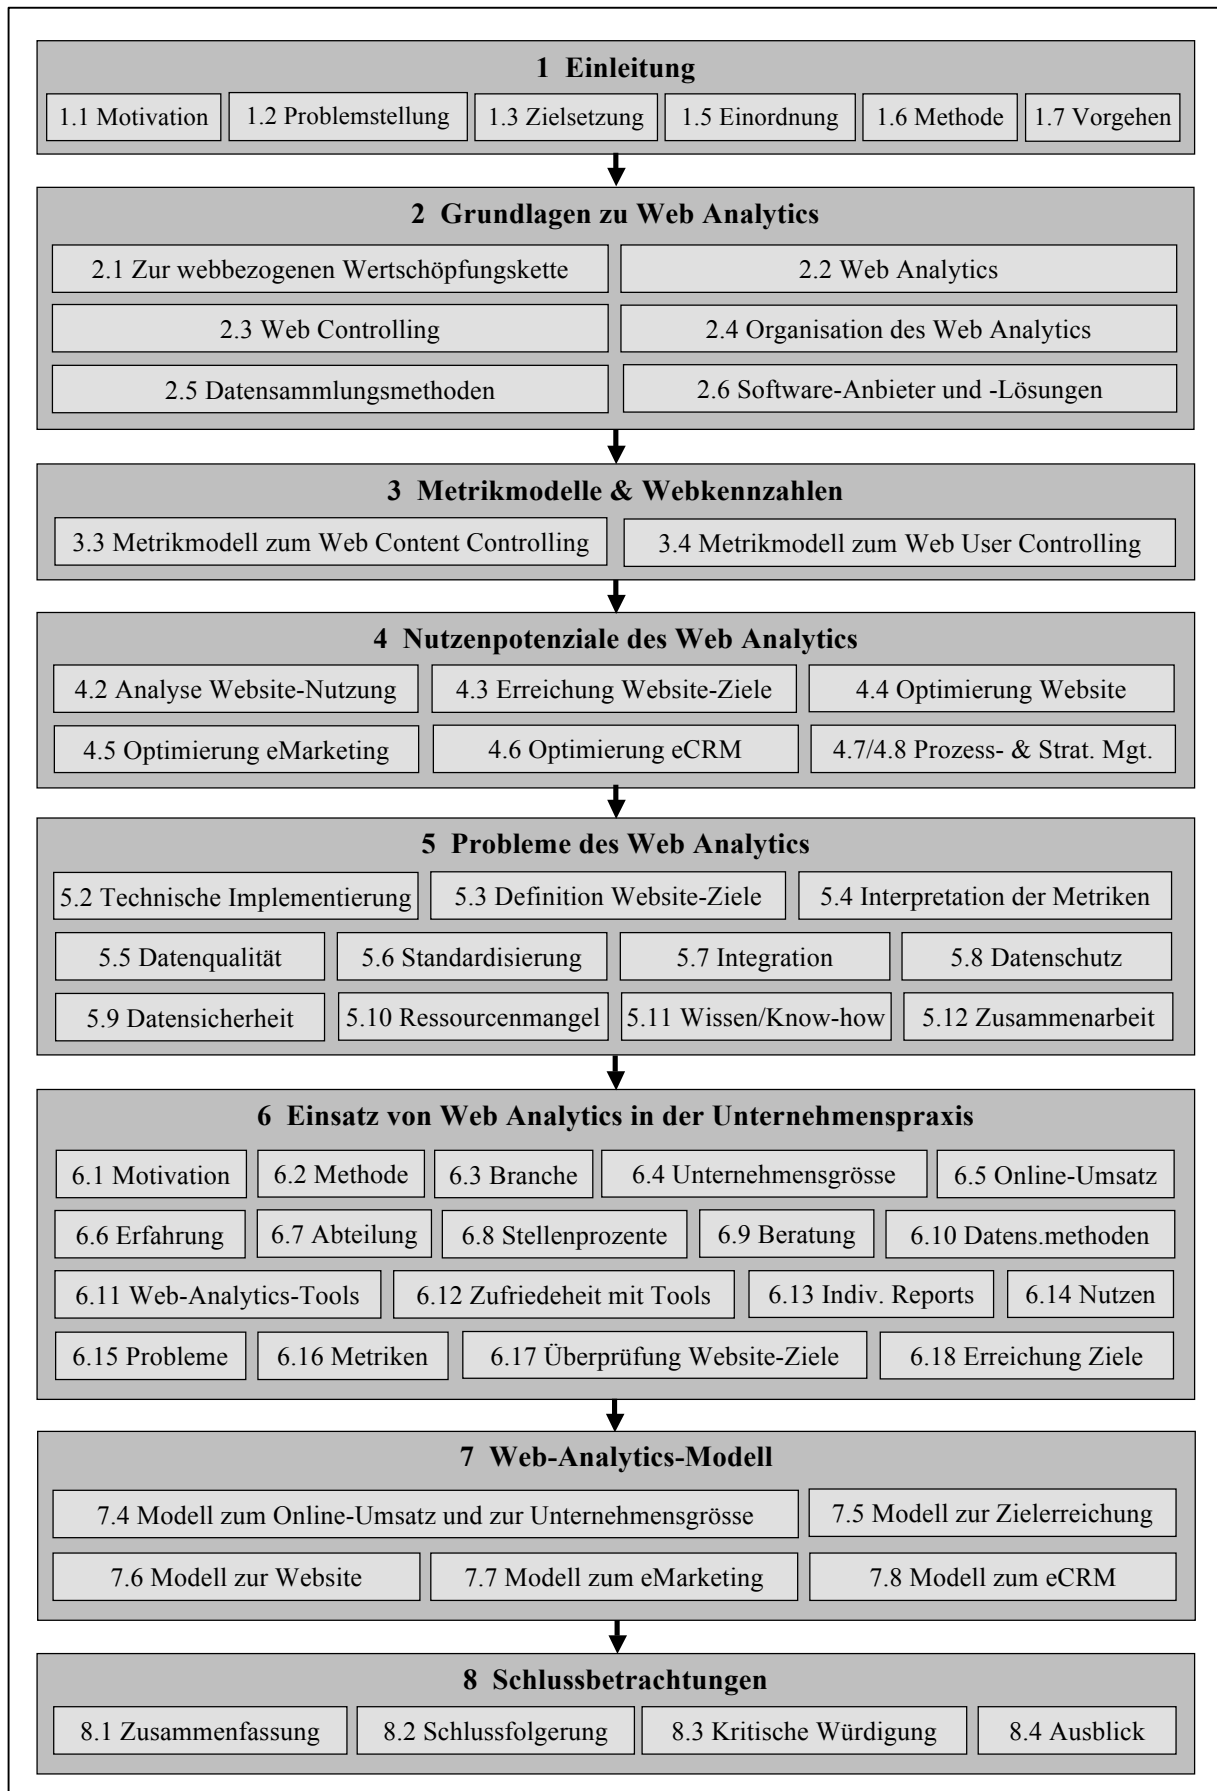 1 Einleitung
1.1 Motivation
1.2 Problemstellung
1.3 Zielsetzung
1.5 Einordnung
1.6 Methode
1.7 Vorgehen
2 Grundlagen zu Web Analytics
2.1 Zur webbezogenen Wertschöpfungskette
2.2 Web Analytics
2.3 Web Controlling
2.4 Organisation des Web Analytics
2.5 Datensammlungsmethoden
2.6 Software-Anbieter und -Lösungen
3 Metrikmodelle & Webkennzahlen
3.3 Metrikmodell zum Web Content Controlling
3.4 Metrikmodell zum Web User Controlling
4 Nutzenpotenziale des Web Analytics
4.2 Analyse Website-Nutzung
4.3 Erreichung Website-Ziele
4.4 Optimierung Website
4.5 Optimierung eMarketing
4.6 Optimierung eCRM
4.7/4.8 Prozess- & Strat. Mgt.
5 Probleme des Web Analytics
5.2 Technische Implementierung
5.3 Definition Website-Ziele
5.4 Interpretation der Metriken
5.5 Datenqualität
5.6 Standardisierung
5.7 Integration
5.8 Datenschutz
5.9 Datensicherheit
5.10 Ressourcenmangel
5.11 Wissen/Know-how
5.12 Zusammenarbeit
6 Einsatz von Web Analytics in der Unternehmenspraxis
6.1 Motivation
6.2 Methode
6.3 Branche
6.4 Unternehmensgrösse
6.5 Online-Umsatz
6.6 Erfahrung
6.7 Abteilung
6.8 Stellenprozente
6.9 Beratung
6.10 Datens.methoden
6.11 Web-Analytics-Tools
6.12 Zufriedeheit mit Tools
6.13 Indiv. Reports
6.14 Nutzen
6.15 Probleme
6.16 Metriken
6.17 Überprüfung Website-Ziele
6.18 Erreichung Ziele
7 Web-Analytics-Modell
7.4 Modell zum Online-Umsatz und zur Unternehmensgrösse
7.5 Modell zur Zielerreichung
7.6 Modell zur Website
7.7 Modell zum eMarketing
7.8 Modell zum eCRM
8 Schlussbetrachtungen
8.1 Zusammenfassung
8.2 Schlussfolgerung
8.3 Kritische Würdigung
8.4 Ausblick